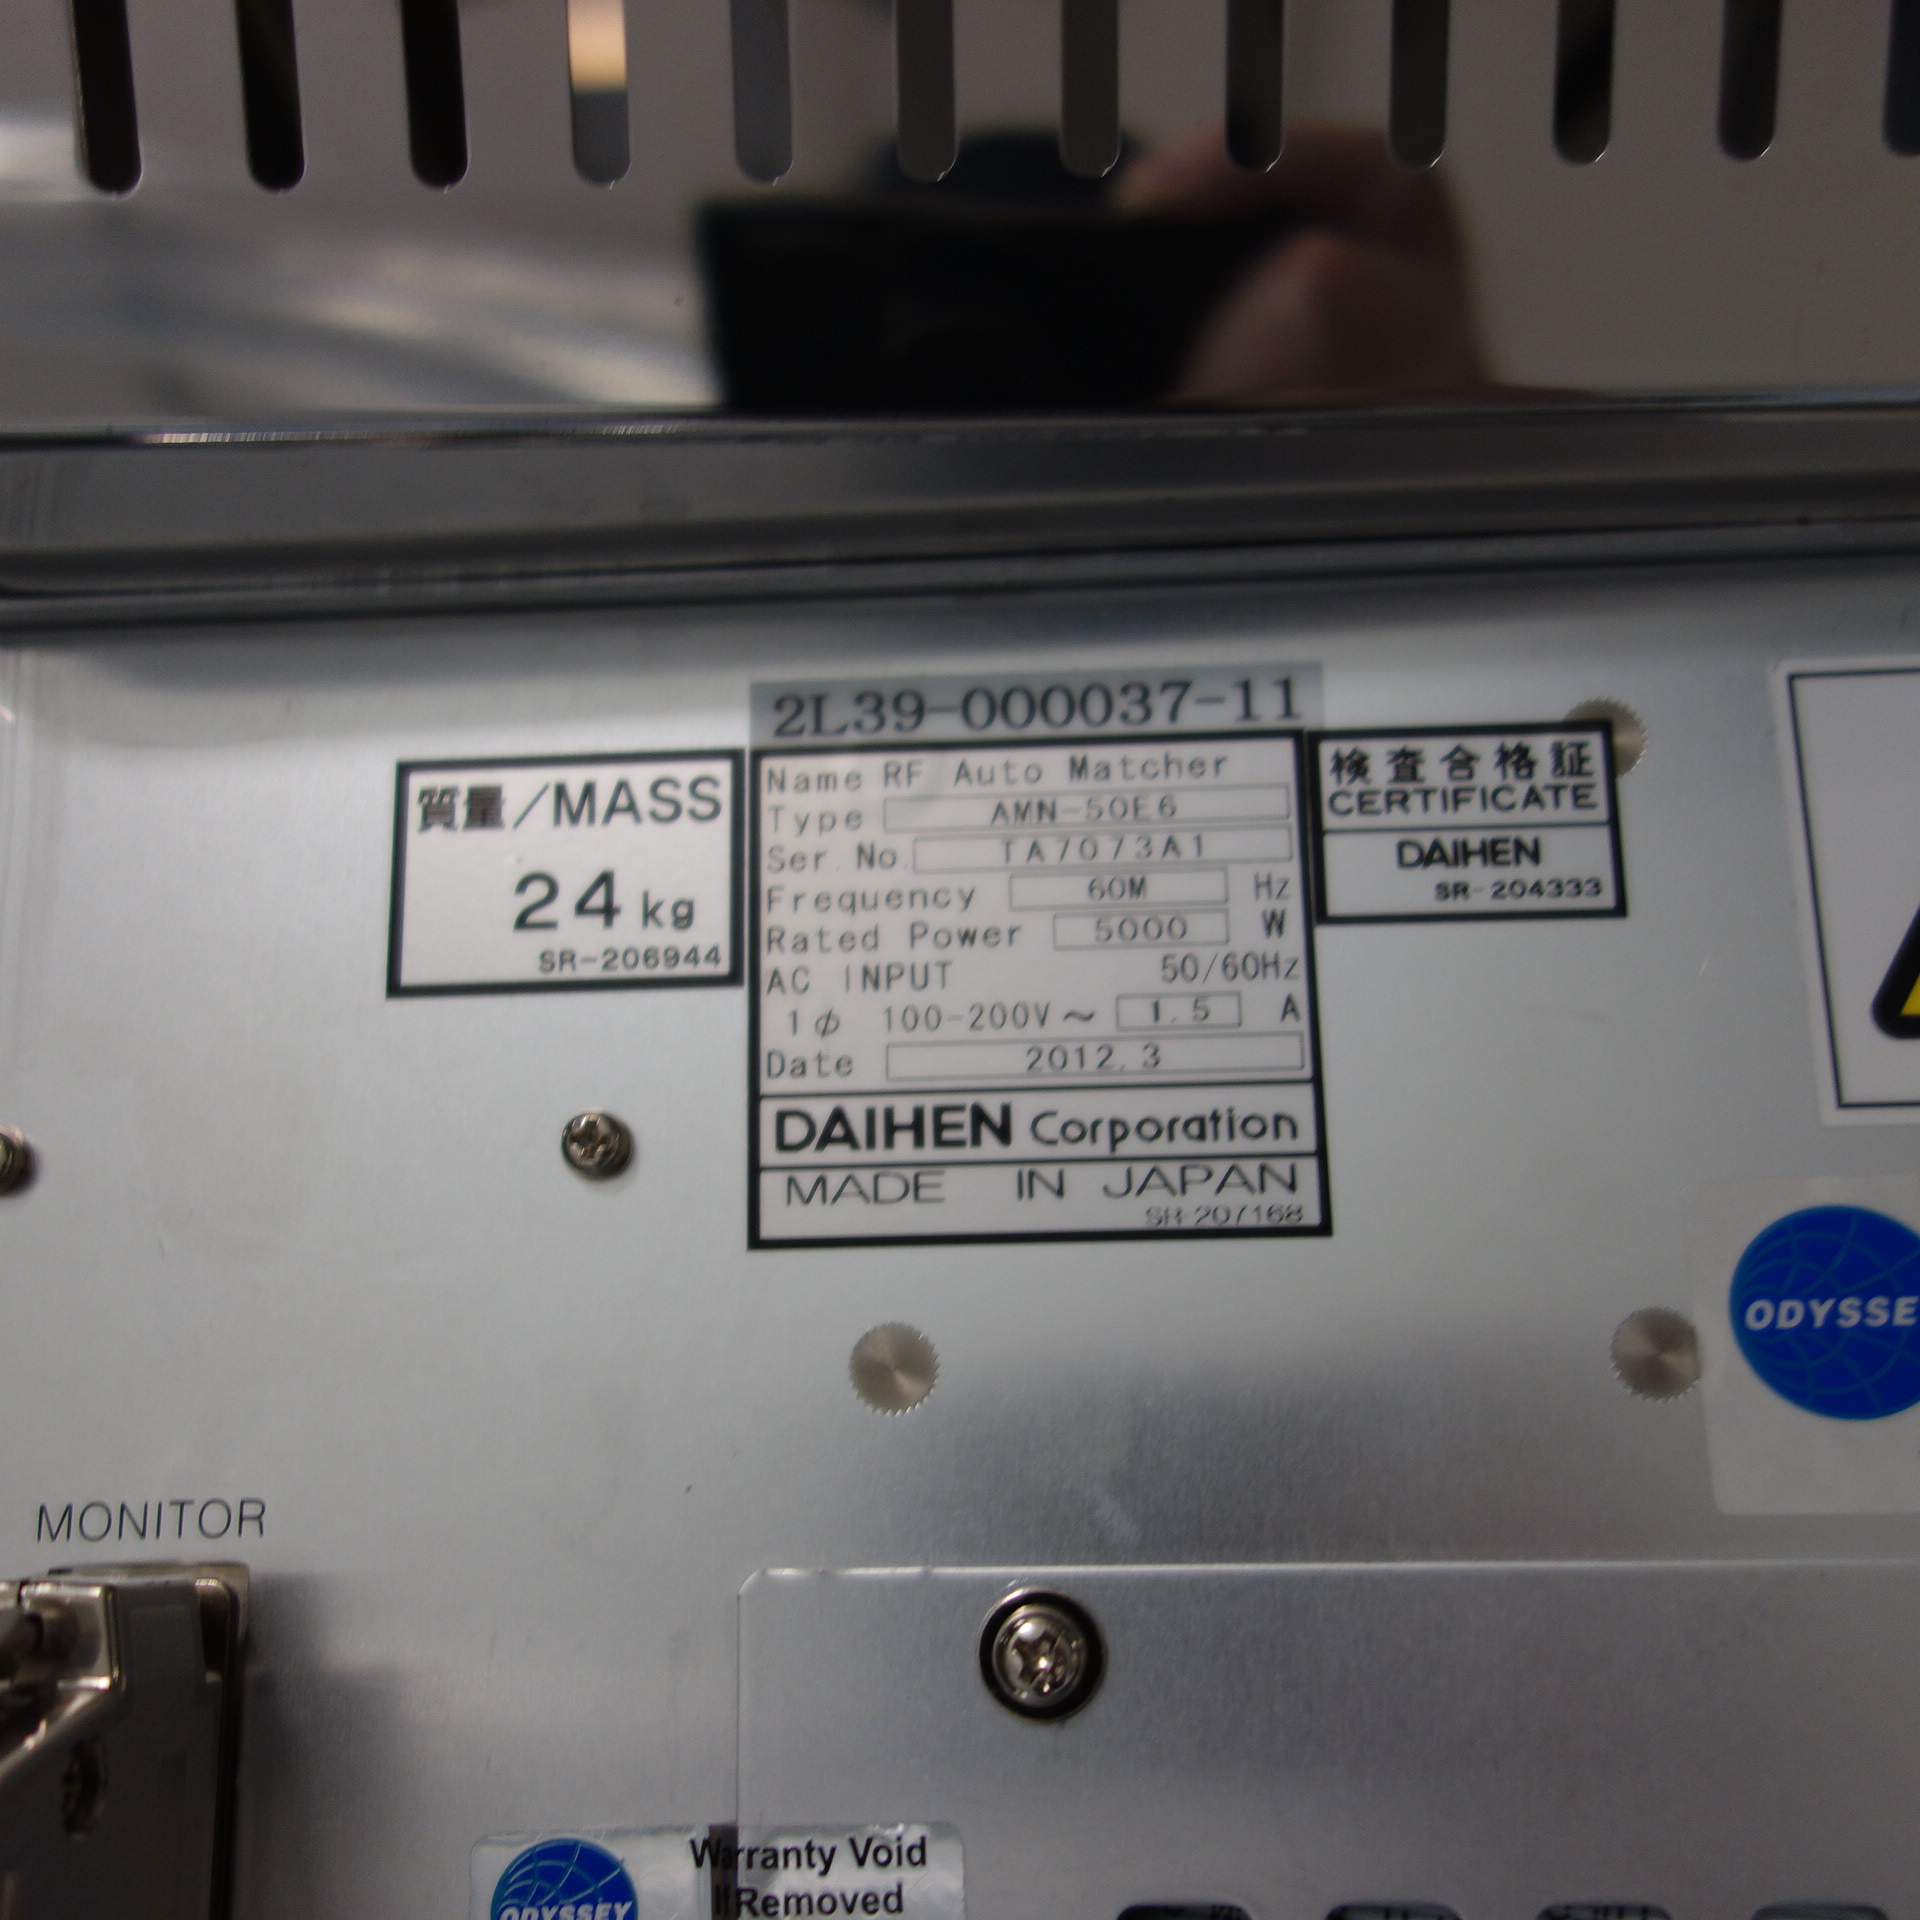 2L39-000037-11
質量/MASS
24 kg
SR-206944
Name RF Auto Matcher
Type AMN-50E6
Ser. No. TA7073A1
Frequency 60M Hz
Rated Power 5000 W
AC INPUT 50/60Hz
1φ 100-200V～ 1.5 A
Date 2012.3
DAIHEN Corporation
MADE IN JAPAN
SR-207168
検査合格証
CERTIFICATE
DAIHEN
SR-204333
ODYSSE
MONITOR
ODYSSEY
Warranty Void
If Removed